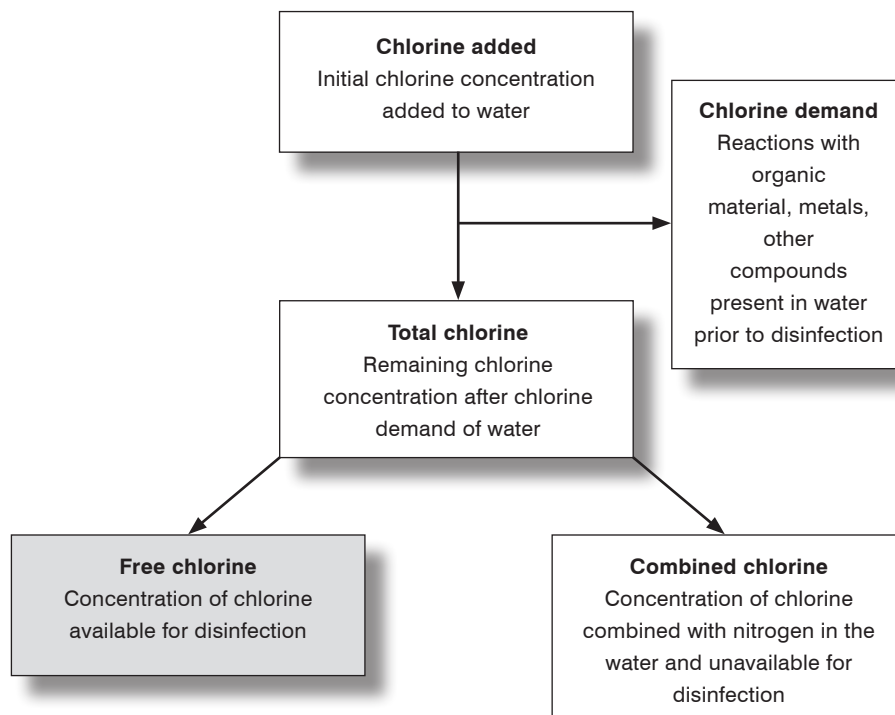 Chlorine added
Initial chlorine concentration
added to water
Chlorine demand
Reactions with
organic
material, metals,
other
compounds
present in water
prior to disinfection
Total chlorine
Remaining chlorine
concentration after chlorine
demand of water
Free chlorine
Concentration of chlorine
available for disinfection
Combined chlorine
Concentration of chlorine
combined with nitrogen in the
water and unavailable for
disinfection